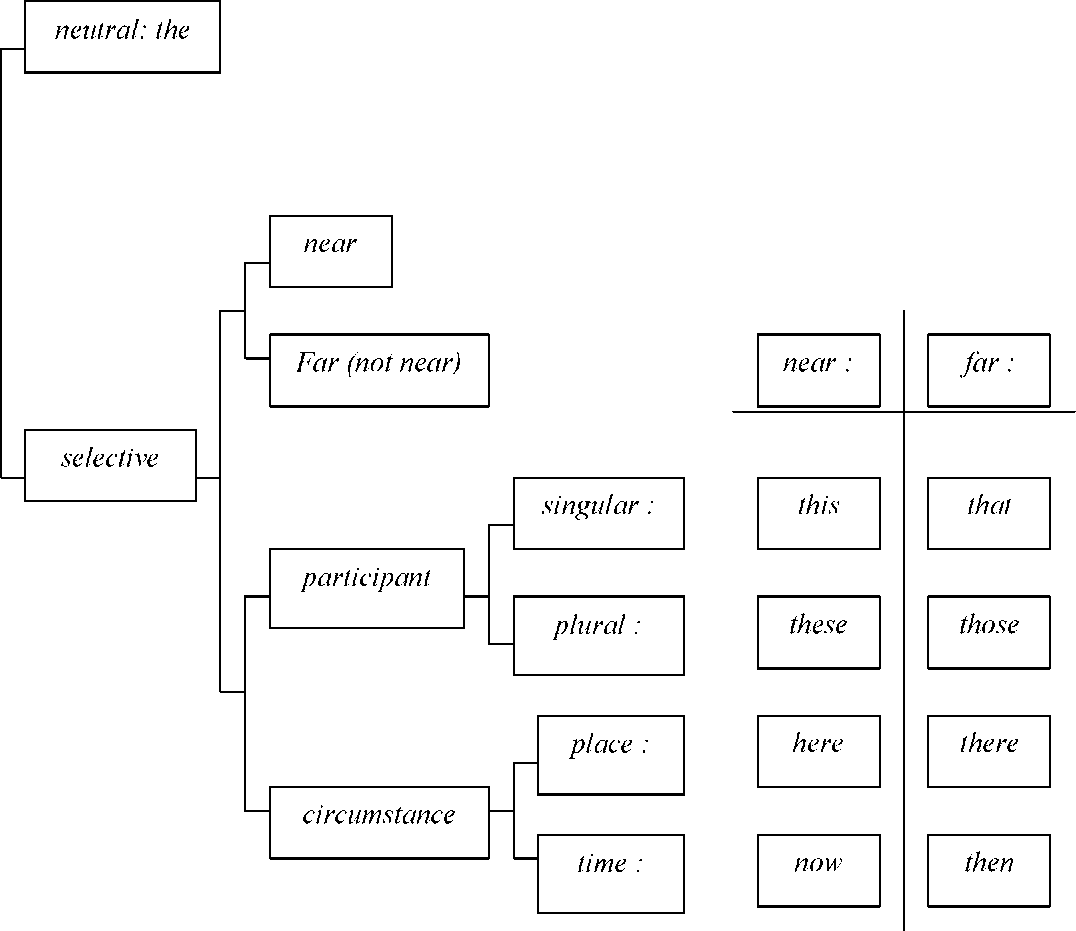 neutral: the
near
Far (not near)
near :
far :
selective
singular :
this
that
participant
plural :
these
those
place :
here
there
circumstance
time :
now
then